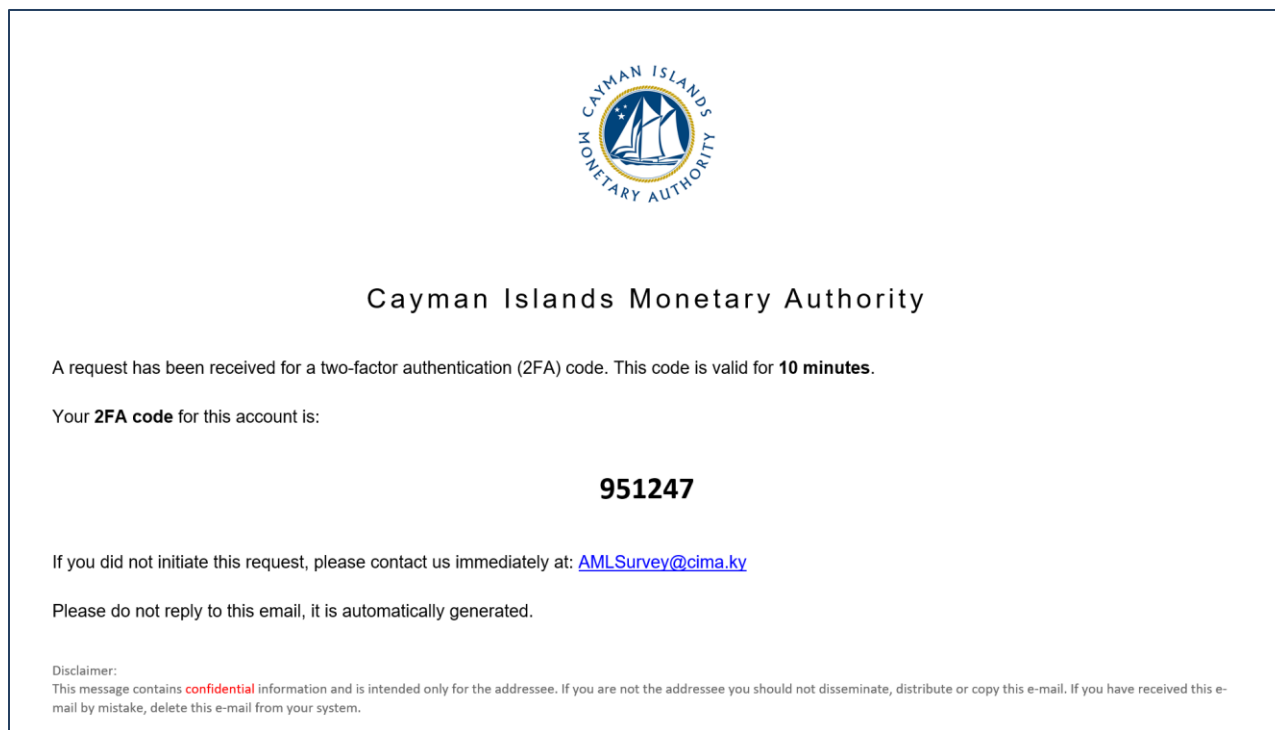 CAYMAN ISLANDS
MONETARY AUTHORITY
Cayman Islands Monetary Authority
A request has been received for a two-factor authentication (2FA) code. This code is valid for 10 minutes.
Your 2FA code for this account is:
951247
If you did not initiate this request, please contact us immediately at: AMLSurvey@cima.ky
Please do not reply to this email, it is automatically generated.
Disclaimer:
This message contains confidential information and is intended only for the addressee. If you are not the addressee you should not disseminate, distribute or copy this e-mail. If you have received this e-
mail by mistake, delete this e-mail from your system.